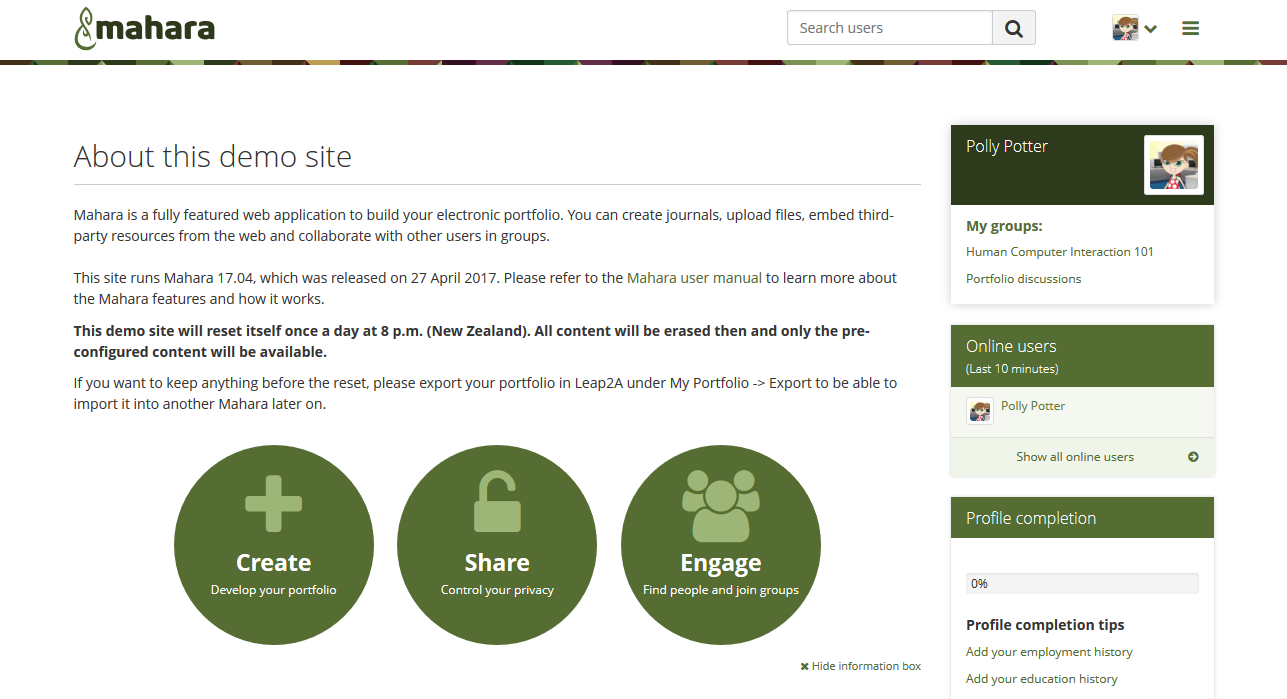 mahara
Search users
About this demo site
Mahara is a fully featured web application to build your electronic portfolio. You can create journals, upload files, embed third-
party resources from the web and collaborate with other users in groups.
This site runs Mahara 17.04, which was released on 27 April 2017. Please refer to the Mahara user manual to learn more about
the Mahara features and how it works.
This demo site will reset itself once a day at 8 p.m. (New Zealand). All content will be erased then and only the pre-
configured content will be available.
If you want to keep anything before the reset, please export your portfolio in Leap2A under My Portfolio -> Export to be able to
import it into another Mahara later on.
Create
Develop your portfolio
Share
Control your privacy
Engage
Find people and join groups
Hide information box
Polly Potter
My groups:
Human Computer Interaction 101
Portfolio discussions
Online users
(Last 10 minutes)
Polly Potter
Show all online users
Profile completion
0%
Profile completion tips
Add your employment history
Add your education history